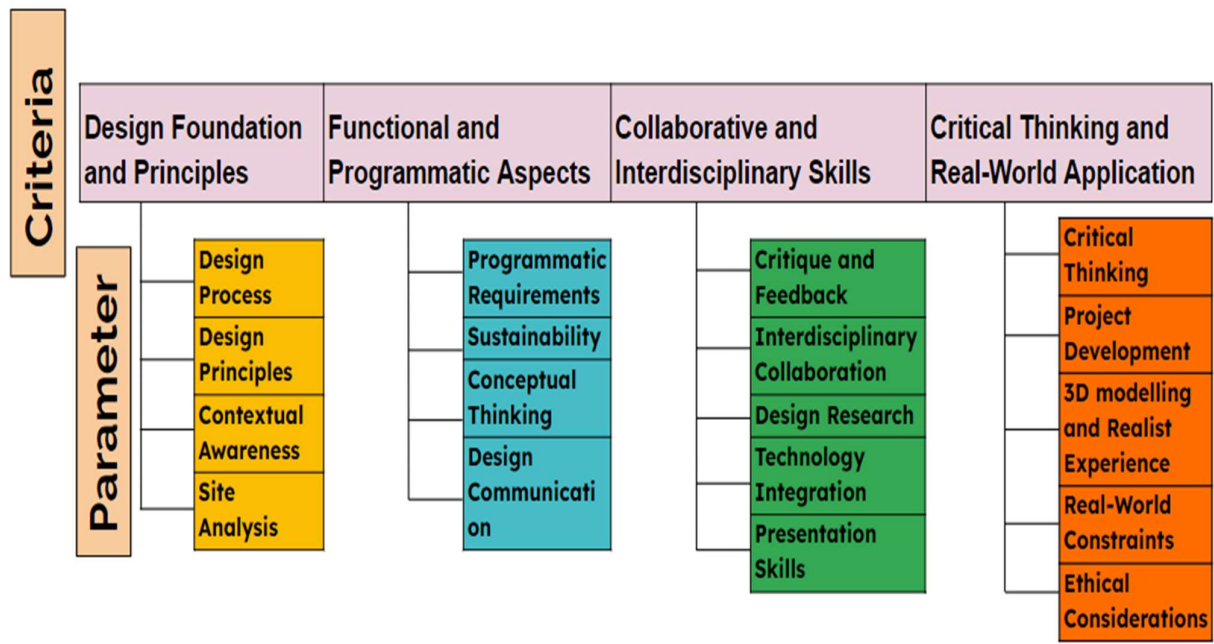 Criteria
Design Foundation
and Principles
Functional and
Programmatic Aspects
Collaborative and
Interdisciplinary Skills
Critical Thinking and
Real-World Application
Parameter
Design
Process
Design
Principles
Contextual
Awareness
Site
Analysis
Programmatic
Requirements
Sustainability
Conceptual
Thinking
Design
Communicati
on
Critique and
Feedback
Interdisciplinary
Collaboration
Design Research
Technology
Integration
Presentation
Skills
Critical
Thinking
Project
Development
3D modelling
and Realist
Experience
Real-World
Constraints
Ethical
Considerations